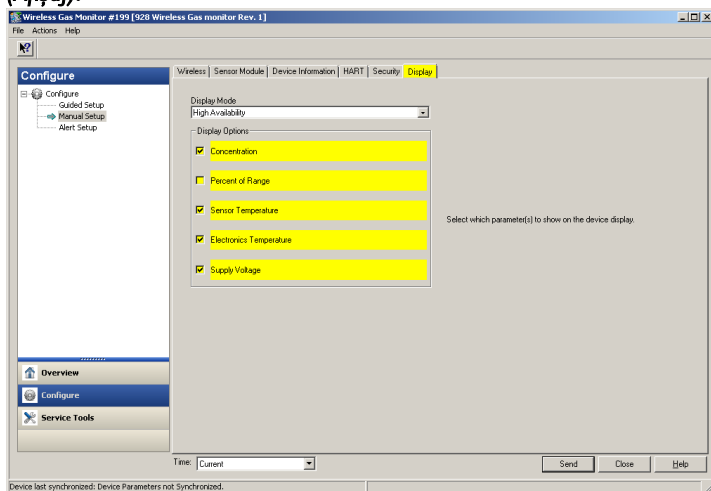 Wireless Gas Monitor #199 [928 Wireless Gas monitor Rev. 1]
File Actions Help
Configure
Configure
Guided Setup
Manual Setup
Alert Setup
Overview
Configure
Service Tools
Wireless Sensor Module Device Information HART Security Display
Display Mode
High Availability
Display Options
Concentration
Percent of Range
Sensor Temperature
Electronics Temperature
Supply Voltage
Select which parameter(s) to show on the device display.
Time: Current
Send Close Help
Device last synchronized: Device Parameters not Synchronized.